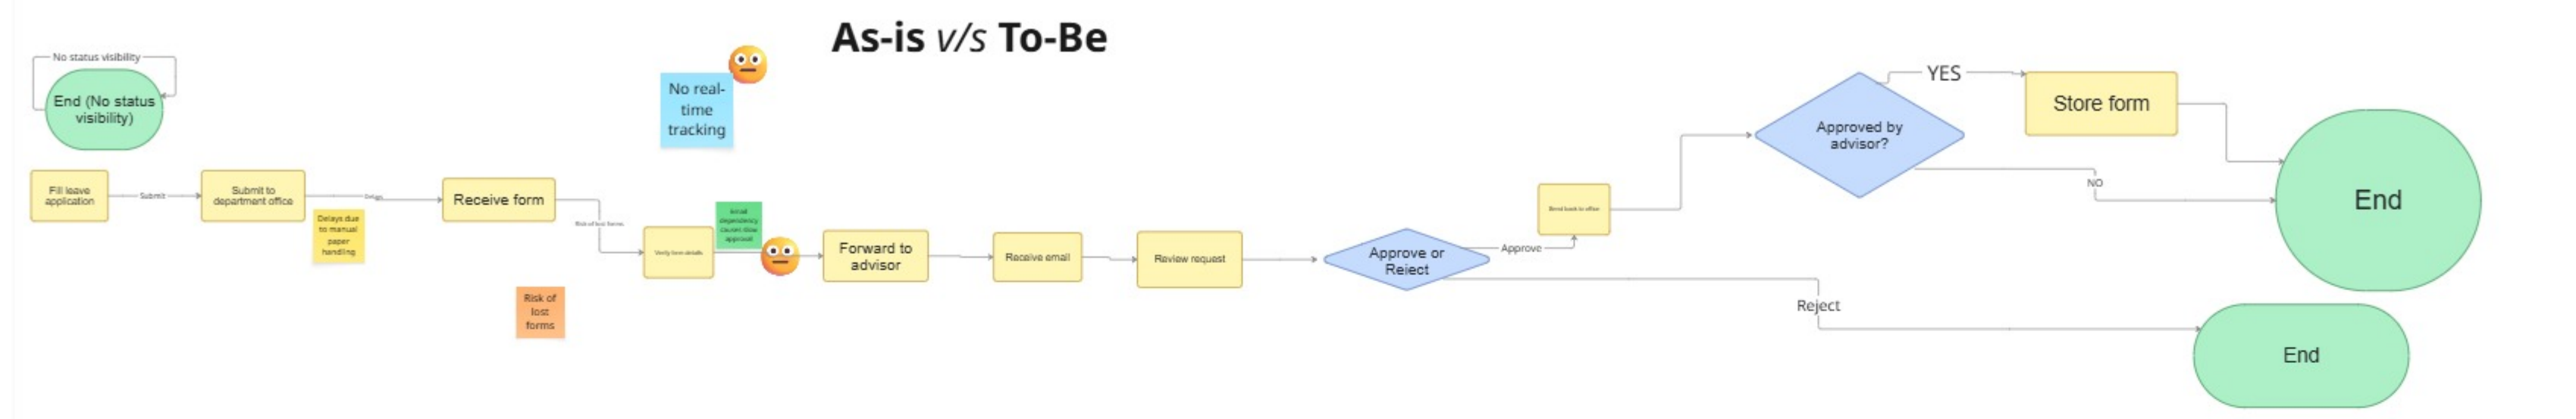 As-is v/s To-Be
No status visibility
End (No status
visibility)
No real-
time
tracking
YES
Store form
Approved by
advisor?
NO
End
Fill leave
application
Submit
Submit to
department office
Delays
Delays due
to manual
paper
handling
Receive form
Risk of lost forms
Risk of
lost
forms
Verify form details
email
dependency
causes slow
approval
Forward to
advisor
Receive email
Review request
Approve or
Reject
Approve
Send back to office
Reject
End